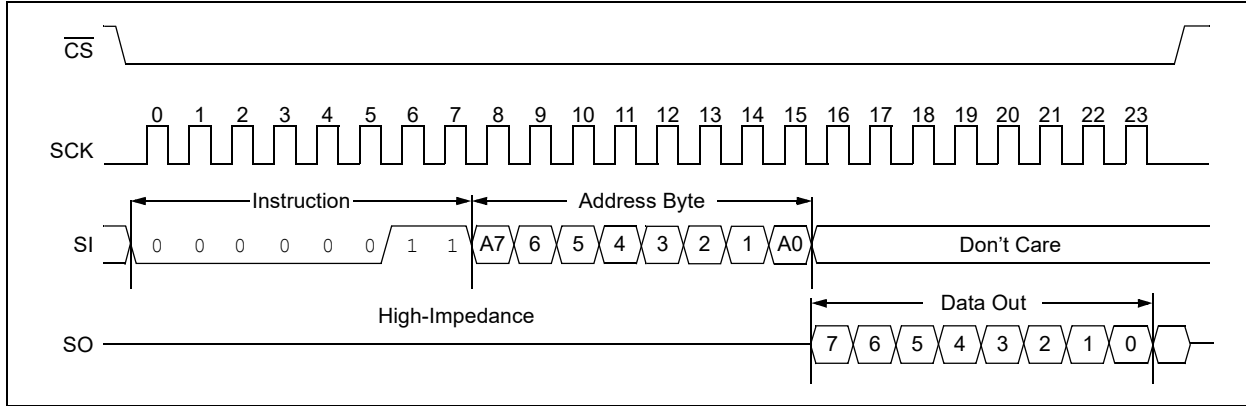 CS
0 1 2 3 4 5 6 7 8 9 10 11 12 13 14 15 16 17 18 19 20 21 22 23
SCK
Instruction Address Byte
SI 0 0 0 0 0 0 1 1 A7 6 5 4 3 2 1 A0 Don't Care
Data Out
High-Impedance
SO 7 6 5 4 3 2 1 0